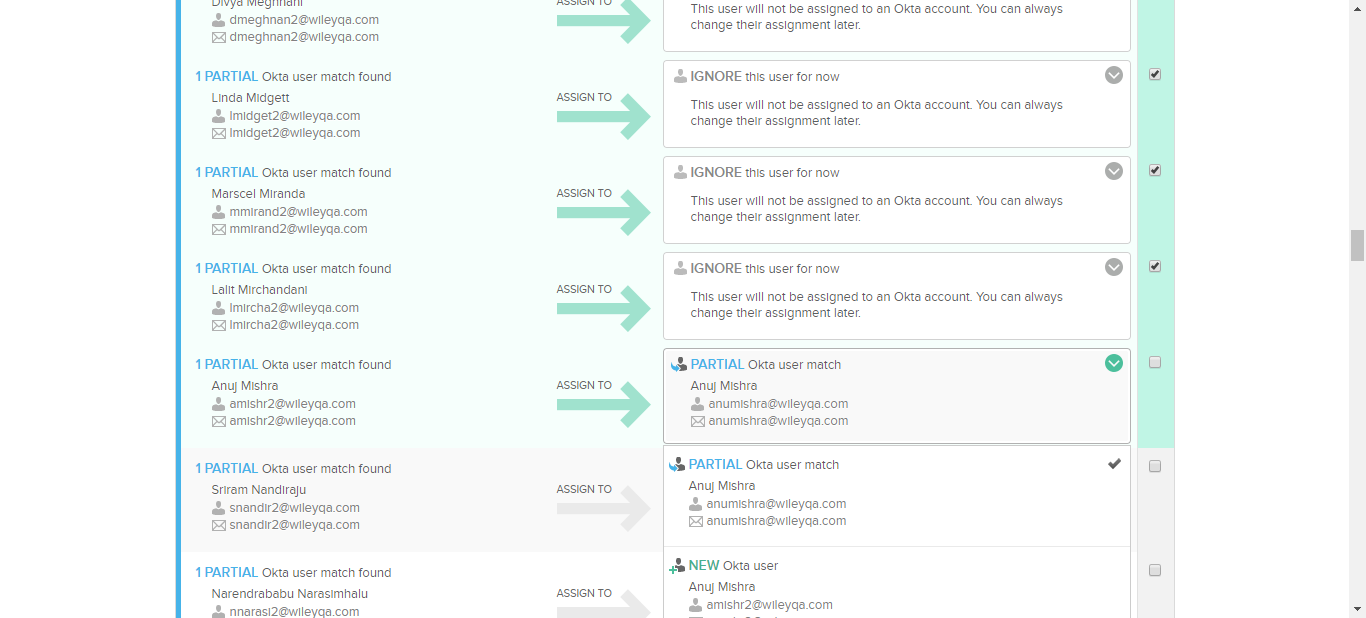 Divya Meghnani
dmeghnan2@wileyqa.com
dmeghnan2@wileyqa.com
ASSIGN TO
This user will not be assigned to an Okta account. You can always
change their assignment later.
1 PARTIAL Okta user match found
Linda Midgett
lmidget2@wileyqa.com
lmidget2@wileyqa.com
ASSIGN TO
IGNORE this user for now
This user will not be assigned to an Okta account. You can always
change their assignment later.
1 PARTIAL Okta user match found
Marscel Miranda
mmirand2@wileyqa.com
mmirand2@wileyqa.com
ASSIGN TO
IGNORE this user for now
This user will not be assigned to an Okta account. You can always
change their assignment later.
1 PARTIAL Okta user match found
Lalit Mirchandani
lmircha2@wileyqa.com
lmircha2@wileyqa.com
ASSIGN TO
IGNORE this user for now
This user will not be assigned to an Okta account. You can always
change their assignment later.
1 PARTIAL Okta user match found
Anuj Mishra
amishr2@wileyqa.com
amishr2@wileyqa.com
ASSIGN TO
PARTIAL Okta user match
Anuj Mishra
anumishra@wileyqa.com
anumishra@wileyqa.com
1 PARTIAL Okta user match found
Sriram Nandiraju
snandir2@wileyqa.com
snandir2@wileyqa.com
ASSIGN TO
PARTIAL Okta user match
Anuj Mishra
anumishra@wileyqa.com
anumishra@wileyqa.com
1 PARTIAL Okta user match found
Narendrababu Narasimhalu
nnarasi2@wileyqa.com
ASSIGN TO
NEW Okta user
Anuj Mishra
amishr2@wileyqa.com